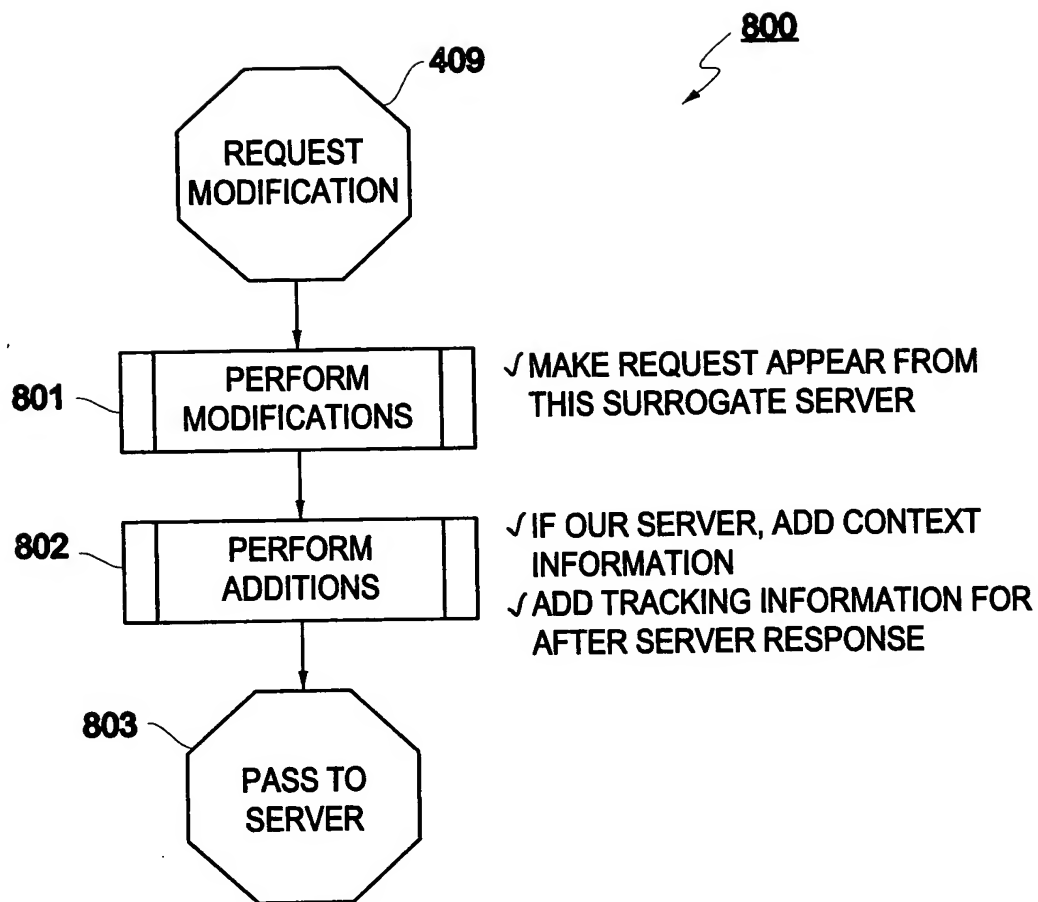 800
409
REQUEST
MODIFICATION
801
PERFORM
MODIFICATIONS
√ MAKE REQUEST APPEAR FROM
THIS SURROGATE SERVER
802
PERFORM
ADDITIONS
√ IF OUR SERVER, ADD CONTEXT
INFORMATION
√ ADD TRACKING INFORMATION FOR
AFTER SERVER RESPONSE
803
PASS TO
SERVER